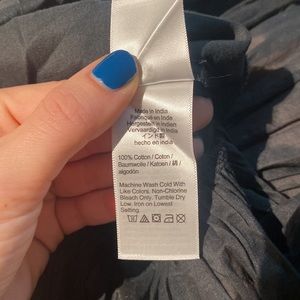 Made in India
Fabriqué en Inde
Hergestellt in Indien
Vervaardigd in India
インド製
hecho en india
100% Cotton / Coton /
Baumwolle / Katoen / 綿 /
algodón
Machine Wash Cold With
Like Colors. Non-Chlorine
Bleach Only. Tumble Dry
Low. Iron on Lowest
Setting.